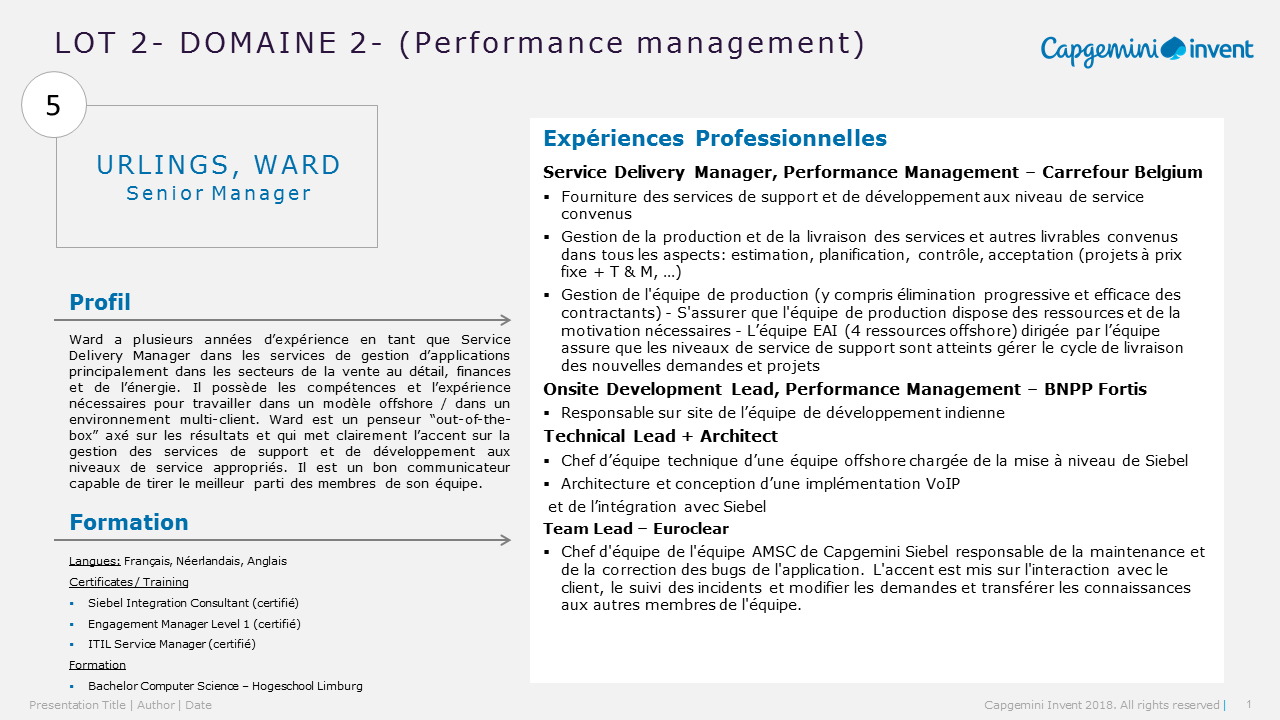 LOT 2- DOMAINE 2- (Performance management)
Capgemini invent
5
URLINGS, WARD
Senior Manager
Profil
Ward a plusieurs années d’expérience en tant que Service
Delivery Manager dans les services de gestion d’applications
principalement dans les secteurs de la vente au détail, finances
et de l’énergie. Il possède les compétences et l’expérience
nécessaires pour travailler dans un modèle offshore / dans un
environnement multi-client. Ward est un penseur “out-of-the-
box” axé sur les résultats et qui met clairement l’accent sur la
gestion des services de support et de développement aux
niveaux de service appropriés. Il est un bon communicateur
capable de tirer le meilleur parti des membres de son équipe.
Formation
Langues: Français, Néerlandais, Anglais
Certificates / Training
▪ Siebel Integration Consultant (certifié)
▪ Engagement Manager Level 1 (certifié)
▪ ITIL Service Manager (certifié)
Formation
▪ Bachelor Computer Science – Hogeschool Limburg
Expériences Professionnelles
Service Delivery Manager, Performance Management – Carrefour Belgium
▪ Fourniture des services de support et de développement aux niveau de service
convenus
▪ Gestion de la production et de la livraison des services et autres livrables convenus
dans tous les aspects: estimation, planification, contrôle, acceptation (projets à prix
fixe + T & M, …)
▪ Gestion de l'équipe de production (y compris élimination progressive et efficace des
contractants) - S'assurer que l'équipe de production dispose des ressources et de la
motivation nécessaires - L’équipe EAI (4 ressources offshore) dirigée par l’équipe
assure que les niveaux de service de support sont atteints gérer le cycle de livraison
des nouvelles demandes et projets
Onsite Development Lead, Performance Management – BNPP Fortis
▪ Responsable sur site de l’équipe de développement indienne
Technical Lead + Architect
▪ Chef d’équipe technique d’une équipe offshore chargée de la mise à niveau de Siebel
▪ Architecture et conception d’une implémentation VoIP
et de l’intégration avec Siebel
Team Lead – Euroclear
▪ Chef d'équipe de l'équipe AMSC de Capgemini Siebel responsable de la maintenance et
de la correction des bugs de l'application. L'accent est mis sur l'interaction avec le
client, le suivi des incidents et modifier les demandes et transférer les connaissances
aux autres membres de l'équipe.
Presentation Title | Author | Date
Capgemini Invent 2018. All rights reserved | 1